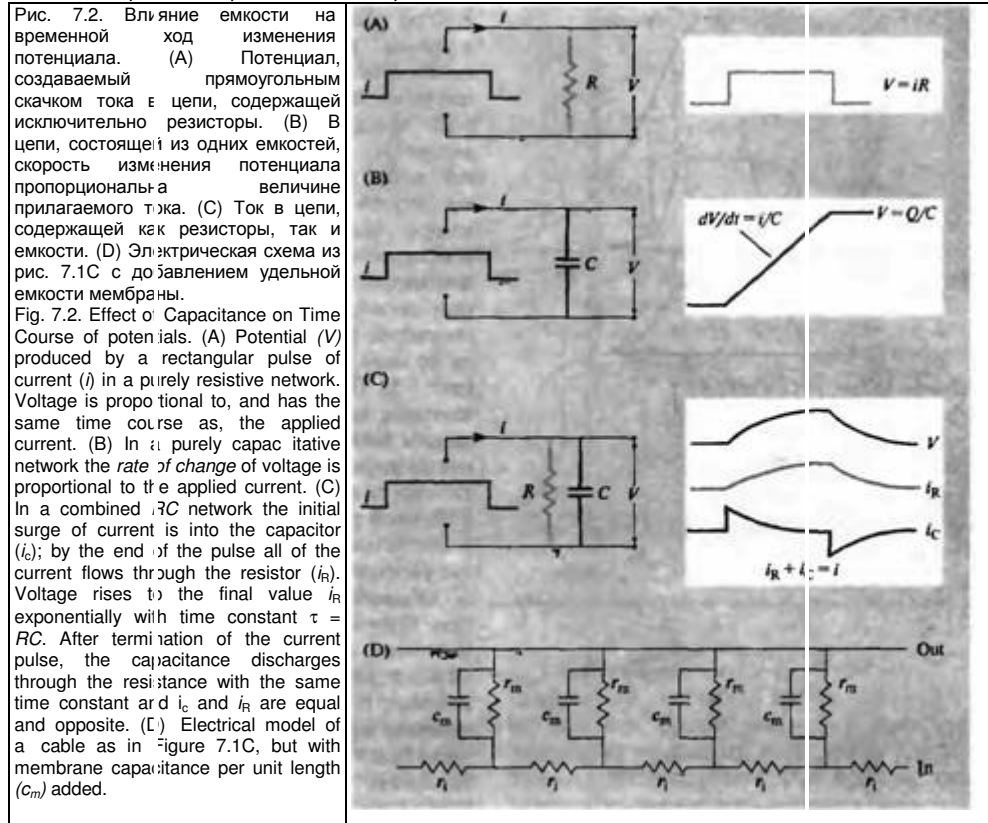 Рис. 7.2. Влияние емкости на
временной ход изменения
потенциала. (A) Потенциал,
создаваемый прямоугольным
скачком тока в цепи, содержащей
исключительно резисторы. (B) В
цепи, состоящей из одних емкостей,
скорость изменения потенциала
пропорциональна величине
прилагаемого тока. (C) Ток в цепи,
содержащей как резисторы, так и
емкости. (D) Электрическая схема из
рис. 7.1C с добавлением удельной
емкости мембраны.
Fig. 7.2. Effect of Capacitance on Time
Course of potentials. (A) Potential (V)
produced by a rectangular pulse of
current (i) in a purely resistive network.
Voltage is proportional to, and has the
same time course as, the applied
current. (B) In a purely capac itative
network the rate of change of voltage is
proportional to the applied current. (C)
In a combined RC network the initial
surge of current is into the capacitor
(ic); by the end of the pulse all of the
current flows through the resistor (iR).
Voltage rises to the final value iR
exponentially with time constant τ =
RC. After termination of the current
pulse, the capacitance discharges
through the resistance with the same
time constant and ic and iR are equal
and opposite. (D) Electrical model of
a cable as in Figure 7.1C, but with
membrane capacitance per unit length
(cm) added.
(A)
i
i
R
V
V = iR
(B)
i
i
C
V
dV/dt = i/C
V = Q/C
(C)
i
i
R
C
V
V
iR
iC
iR + iC = i
(D)
Out
rm rm rm rm
cm cm cm cm
In
ri ri ri ri ri